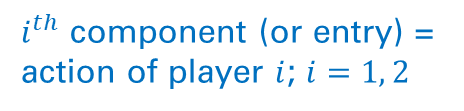 iᵗʰ component (or entry) =
action of player i; i = 1, 2